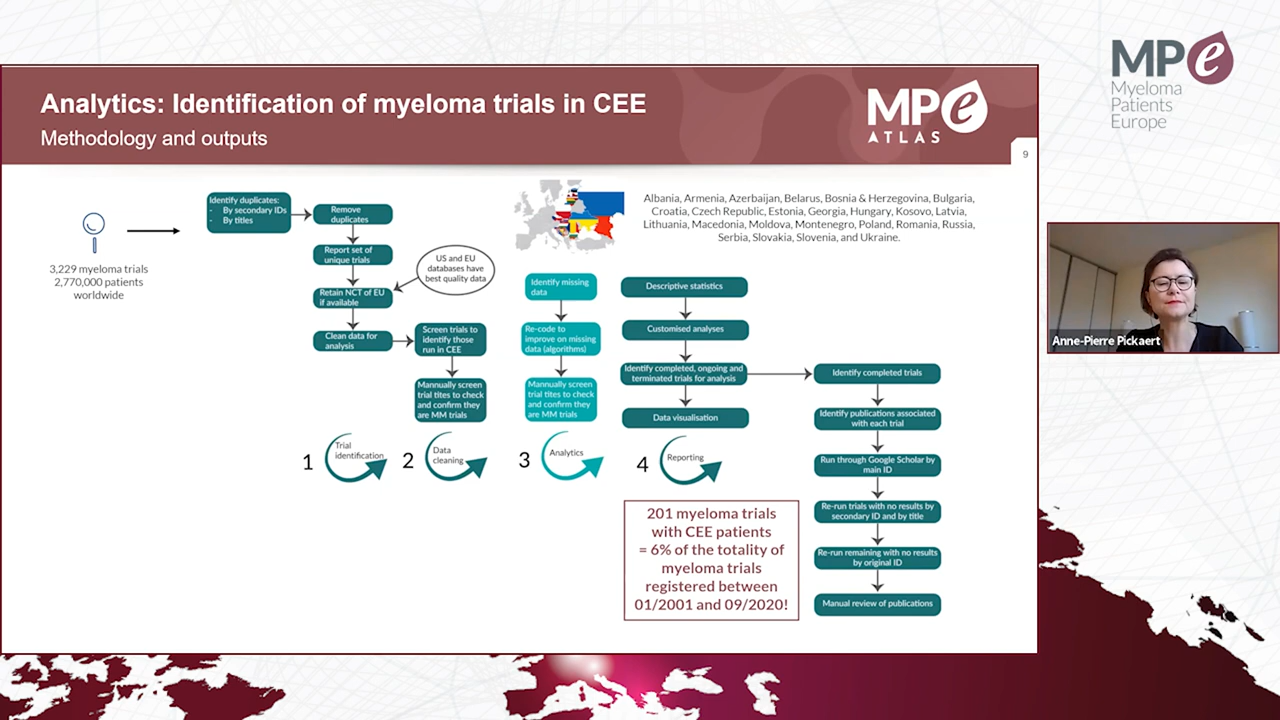 Analytics: Identification of myeloma trials in CEE
Methodology and outputs
MPe
ATLAS
9
MPe
Myeloma
Patients
Europe
3,229 myeloma trials
2,770,000 patients
worldwide
Identify duplicates:
- By secondary IDs
- By titles
Remove
duplicates
Report set of
unique trials
Retain NCT of EU
if available
Clean data for
analysis
US and EU
databases have
best quality data
Screen trials to
identify those
run in CEE
Mannually screen
trial tites to check
and confirm they
are MM trials
Albania, Armenia, Azerbaijan, Belarus, Bosnia & Herzegovina, Bulgaria,
Croatia, Czech Republic, Estonia, Georgia, Hungary, Kosovo, Latvia,
Lithuania, Macedonia, Moldova, Montenegro, Poland, Romania, Russia,
Serbia, Slovakia, Slovenia, and Ukraine.
Identify missing
data
Re-code to
improve on missing
data (algorithms)
Mannually screen
trial tites to check
and confirm they
are MM trials
Descriptive statistics
Customised analyses
Identify completed, ongoing and
terminated trials for analysis
Data visualisation
Identify completed trials
Identify publications associated
with each trial
Run through Google Scholar by
main ID
Re-run trials with no results by
secondary ID and by title
Re-run remaining with no results
by original ID
Manual review of publications
1
Trial
identification
2
Data
cleaning
3
Analytics
4
Reporting
201 myeloma trials
with CEE patients
= 6% of the totality of
myeloma trials
registered between
01/2001 and 09/2020!
Anne-Pierre Pickaert